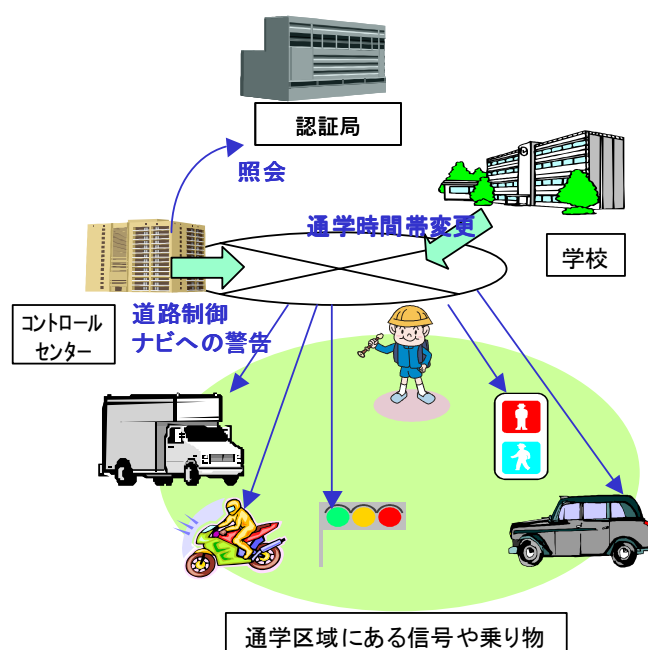 認証局
照会
通学時間帯変更
学校
コントロール
センター
道路制御
ナビへの警告
通学区域にある信号や乗り物